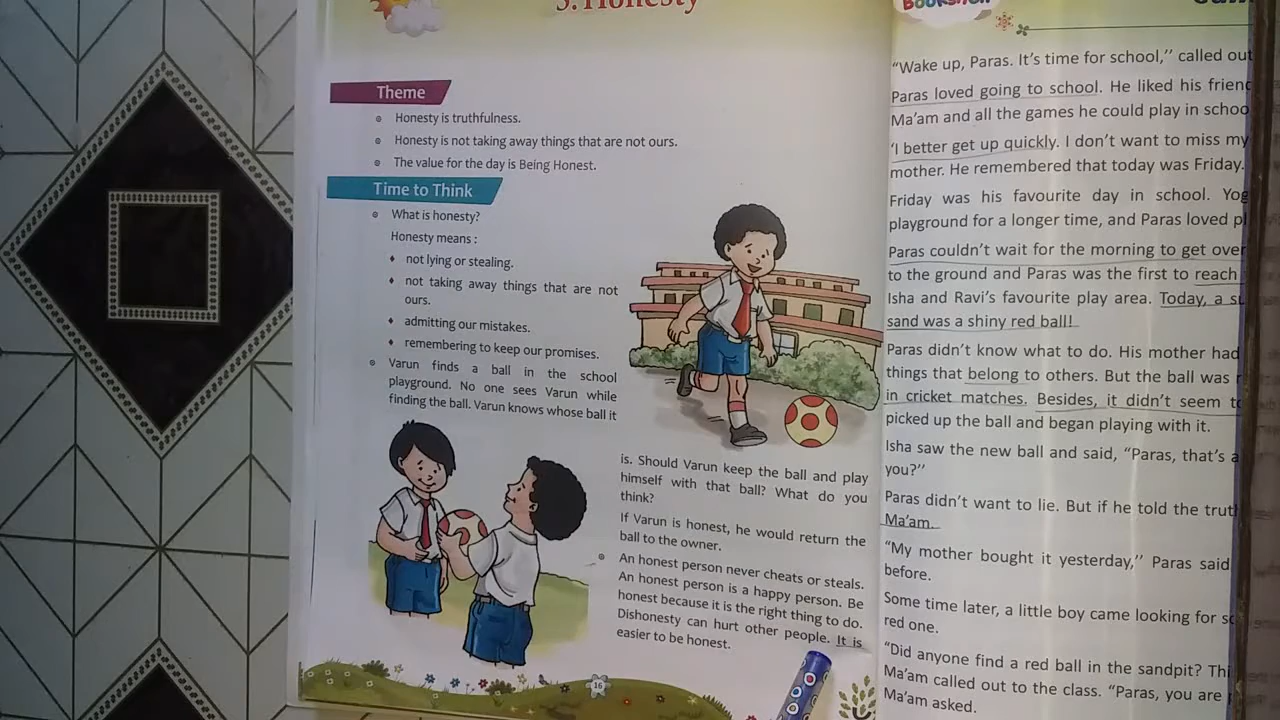 3. Honesty
Theme
Honesty is truthfulness.
Honesty is not taking away things that are not ours.
The value for the day is Being Honest.
Time to Think
What is honesty?
Honesty means :
not lying or stealing.
not taking away things that are not
ours.
admitting our mistakes.
remembering to keep our promises.
Varun finds a ball in the school
playground. No one sees Varun while
finding the ball. Varun knows whose ball it
is. Should Varun keep the ball and play
himself with that ball? What do you
think?
If Varun is honest, he would return the
ball to the owner.
An honest person never cheats or steals.
An honest person is a happy person. Be
honest because it is the right thing to do.
Dishonesty can hurt other people. It is
easier to be honest.
16
"Wake up, Paras. It's time for school," called out
Paras loved going to school. He liked his
Ma'am and all the games he could play in
'I better get up quickly. I don't want to miss my
mother. He remembered that today was Friday.
Friday was his favourite day in school.
playground for a longer time, and Paras loved
Paras couldn't wait for the morning to get over
to the ground and Paras was the first to reach
Isha and Ravi's favourite play area. Today, a
sand was a shiny red ball!
Paras didn't know what to do. His mother had
things that belong to others. But the ball was
in cricket matches. Besides, it didn't seem
picked up the ball and began playing with it.
Isha saw the new ball and said, "Paras, that's a
you?"
Paras didn't want to lie. But if he told the
Ma'am.
"My mother bought it yesterday," Paras said
before.
Some time later, a little boy came looking for
red one.
"Did anyone find a red ball in the sandpit?
Ma'am called out to the class. "Paras, you are
Ma'am asked.